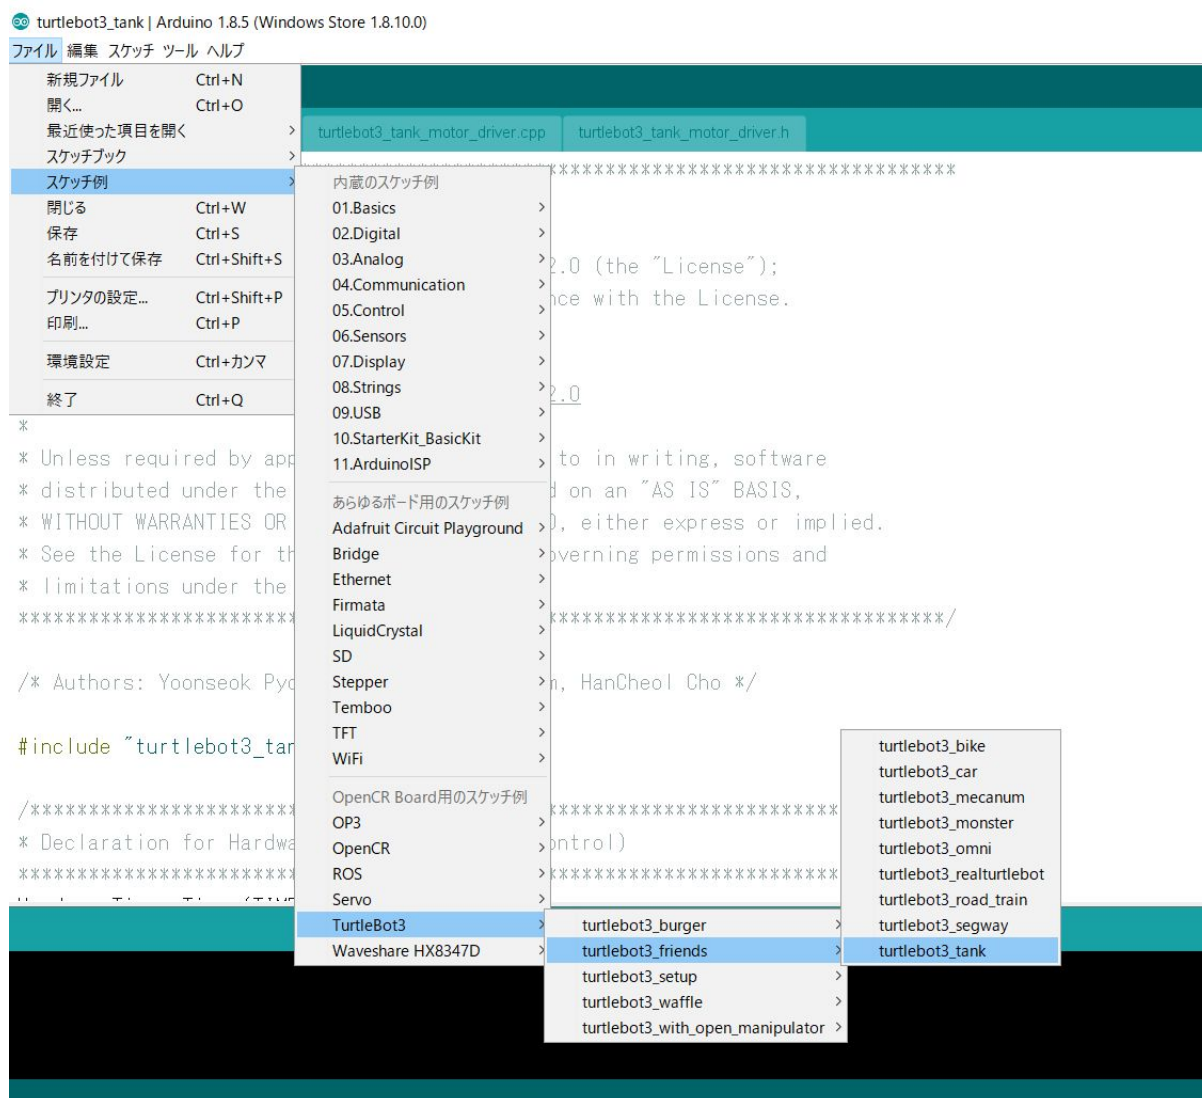 turtlebot3_tank | Arduino 1.8.5 (Windows Store 1.8.10.0)
ファイル 編集 スケッチ ツール ヘルプ
新規ファイル Ctrl+N
開く... Ctrl+O
最近使った項目を開く >
スケッチブック >
スケッチ例 >
閉じる Ctrl+W
保存 Ctrl+S
名前を付けて保存 Ctrl+Shift+S
プリンタの設定... Ctrl+Shift+P
印刷... Ctrl+P
環境設定 Ctrl+カンマ
終了 Ctrl+Q
turtlebot3_tank_motor_driver.cpp turtlebot3_tank_motor_driver.h
内蔵のスケッチ例
01.Basics >
02.Digital >
03.Analog >
04.Communication >
05.Control >
06.Sensors >
07.Display >
08.Strings >
09.USB >
10.StarterKit_BasicKit >
11.ArduinoISP >
あらゆるボード用のスケッチ例
Adafruit Circuit Playground >
Bridge >
Ethernet >
Firmata >
LiquidCrystal >
SD >
Stepper >
Temboo >
TFT >
WiFi >
OpenCR Board用のスケッチ例
OP3 >
OpenCR >
ROS >
Servo >
TurtleBot3 >
Waveshare HX8347D >
turtlebot3_burger >
turtlebot3_friends >
turtlebot3_setup >
turtlebot3_waffle >
turtlebot3_with_open_manipulator >
turtlebot3_bike
turtlebot3_car
turtlebot3_mecanum
turtlebot3_monster
turtlebot3_omni
turtlebot3_realturtlebot
turtlebot3_road_train
turtlebot3_segway
turtlebot3_tank
2.0 (the "License");
with the License.
2.0
*
* Unless required by to in writing, software
* distributed under the on an "AS IS" BASIS,
* WITHOUT WARRANTIES OR , either express or implied.
* See the License for permissions and
* limitations under the
/* Authors: Yoonseok , HanCheol Cho */
#include "turtlebot3_
* Declaration for